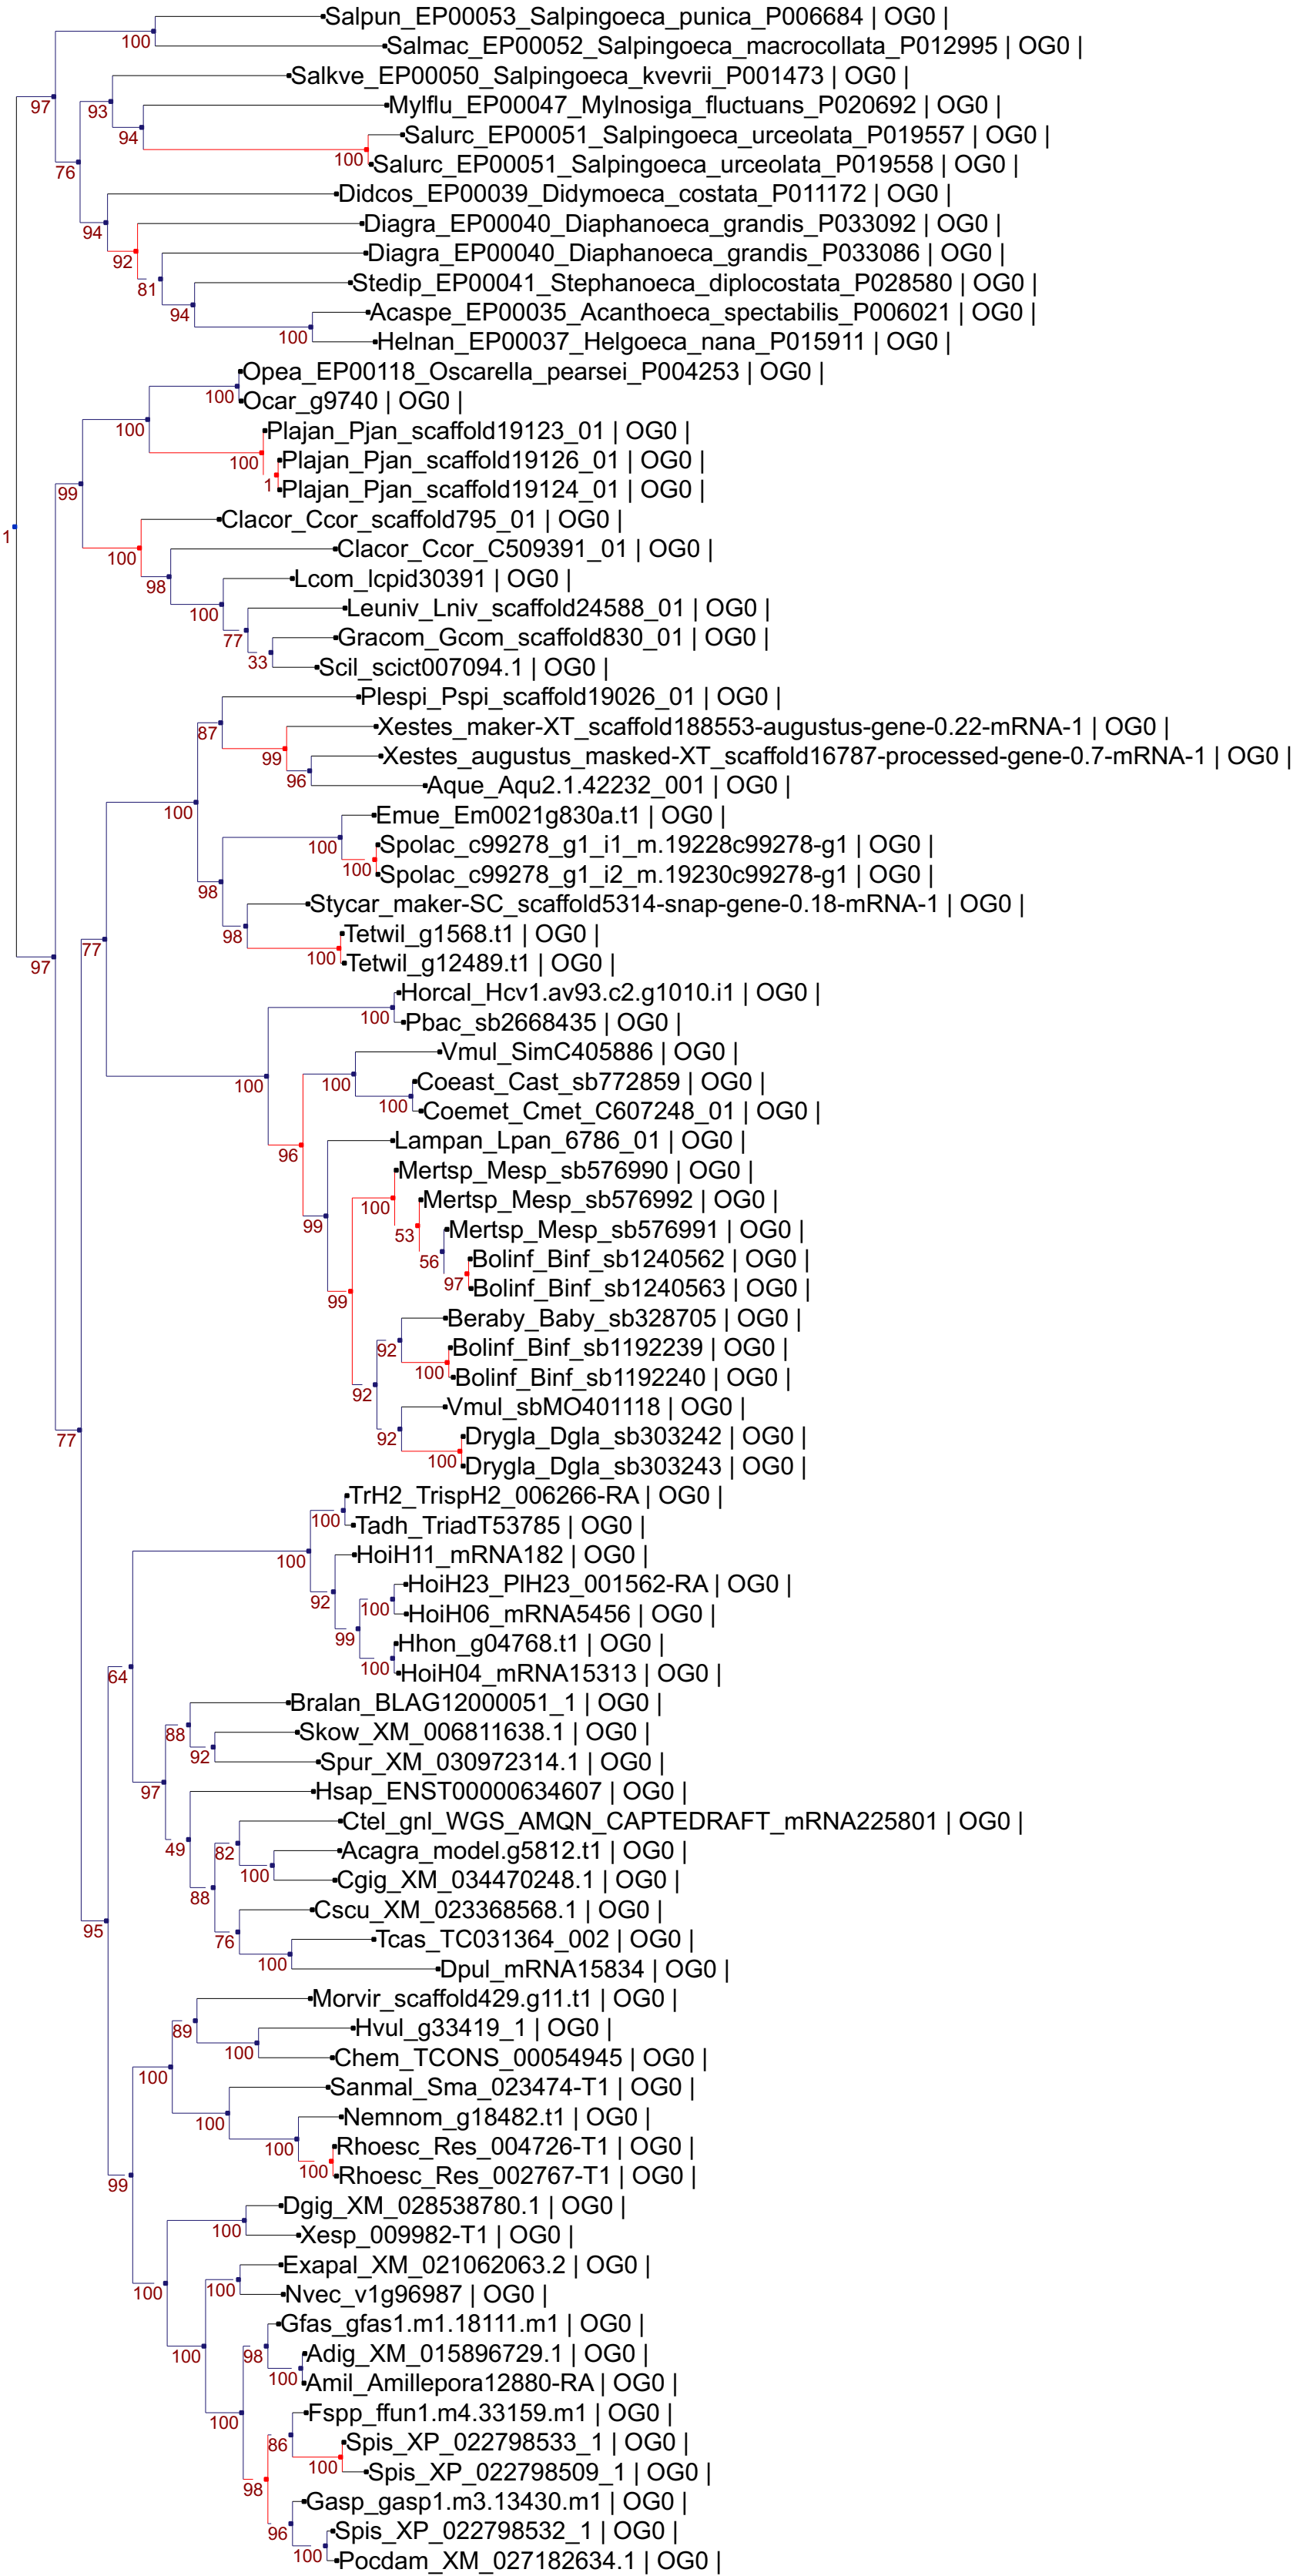 Salpun_EP00053_Salpingoeca_punica_P006684 | OG0 |
100
Salmac_EP00052_Salpingoeca_macrocollata_P012995 | OG0 |
Salkve_EP00050_Salpingoeca_kvevrii_P001473 | OG0 |
97
93
Mylflu_EP00047_Mylnosiga_fluctuans_P020692 | OG0 |
94
Salurc_EP00051_Salpingoeca_urceolata_P019557 | OG0 |
100
Salurc_EP00051_Salpingoeca_urceolata_P019558 | OG0 |
76
Didcos_EP00039_Didymoeca_costata_P011172 | OG0 |
94
Diagra_EP00040_Diaphanoeca_grandis_P033092 | OG0 |
92
Diagra_EP00040_Diaphanoeca_grandis_P033086 | OG0 |
81
Stedip_EP00041_Stephanoeca_diplocostata_P028580 | OG0 |
94
Acaspe_EP00035_Acanthoeca_spectabilis_P006021 | OG0 |
100
Helnan_EP00037_Helgoeca_nana_P015911 | OG0 |
Opea_EP00118_Oscarella_pearsei_P004253 | OG0 |
100
Ocar_g9740 | OG0 |
100
Plajan_Pjan_scaffold19123_01 | OG0 |
100
Plajan_Pjan_scaffold19126_01 | OG0 |
1
Plajan_Pjan_scaffold19124_01 | OG0 |
99
Clacor_Ccor_scaffold795_01 | OG0 |
1
100
Clacor_Ccor_C509391_01 | OG0 |
98
Lcom_lcpid30391 | OG0 |
100
Leuniv_Lniv_scaffold24588_01 | OG0 |
77
Gracom_Gcom_scaffold830_01 | OG0 |
33
Scil_scict007094.1 | OG0 |
Plespi_Pspi_scaffold19026_01 | OG0 |
87
Xestes_maker-XT_scaffold188553-augustus-gene-0.22-mRNA-1 | OG0 |
99
Xestes_augustus_masked-XT_scaffold16787-processed-gene-0.7-mRNA-1 | OG0 |
96
Aque_Aqu2.1.42232_001 | OG0 |
100
Emue_Em0021g830a.t1 | OG0 |
100
Spolac_c99278_g1_i1_m.19228c99278-g1 | OG0 |
100
Spolac_c99278_g1_i2_m.19230c99278-g1 | OG0 |
98
Stycar_maker-SC_scaffold5314-snap-gene-0.18-mRNA-1 | OG0 |
98
Tetwil_g1568.t1 | OG0 |
100
Tetwil_g12489.t1 | OG0 |
77
97
Horcal_Hcv1.av93.c2.g1010.i1 | OG0 |
100
Pbac_sb2668435 | OG0 |
Vmul_SimC405886 | OG0 |
100
100
Coeast_Cast_sb772859 | OG0 |
100
Coemet_Cmet_C607248_01 | OG0 |
Lampan_Lpan_6786_01 | OG0 |
96
Mertsp_Mesp_sb576990 | OG0 |
100
Mertsp_Mesp_sb576992 | OG0 |
99
53
Mertsp_Mesp_sb576991 | OG0 |
56
Bolinf_Binf_sb1240562 | OG0 |
97
Bolinf_Binf_sb1240563 | OG0 |
99
Beraby_Baby_sb328705 | OG0 |
92
Bolinf_Binf_sb1192239 | OG0 |
100
Bolinf_Binf_sb1192240 | OG0 |
92
Vmul_sbMO401118 | OG0 |
77
92
Drygla_Dgla_sb303242 | OG0 |
100
Drygla_Dgla_sb303243 | OG0 |
TrH2_TrispH2_006266-RA | OG0 |
100
Tadh_TriadT53785 | OG0 |
100
HoiH11_mRNA182 | OG0 |
HoiH23_PlH23_001562-RA | OG0 |
92
100
HoiH06_mRNA5456 | OG0 |
99
Hhon_g04768.t1 | OG0 |
100
HoiH04_mRNA15313 | OG0 |
64
Bralan_BLAG12000051_1 | OG0 |
88
Skow_XM_006811638.1 | OG0 |
92
Spur_XM_030972314.1 | OG0 |
97
Hsap_ENST00000634607 | OG0 |
Ctel_gnl_WGS_AMQN_CAPTEDRAFT_mRNA225801 | OG0 |
49
82
Acagra_model.g5812.t1 | OG0 |
100
Cgig_XM_034470248.1 | OG0 |
88
Cscu_XM_023368568.1 | OG0 |
95
76
Tcas_TC031364_002 | OG0 |
100
Dpul_mRNA15834 | OG0 |
Morvir_scaffold429.g11.t1 | OG0 |
89
Hvul_g33419_1 | OG0 |
100
Chem_TCONS_00054945 | OG0 |
100
Sanmal_Sma_023474-T1 | OG0 |
100
Nemnom_g18482.t1 | OG0 |
100
Rhoesc_Res_004726-T1 | OG0 |
100
Rhoesc_Res_002767-T1 | OG0 |
99
Dgig_XM_028538780.1 | OG0 |
100
Xesp_009982-T1 | OG0 |
Exapal_XM_021062063.2 | OG0 |
100
100
Nvec_v1g96987 | OG0 |
Gfas_gfas1.m1.18111.m1 | OG0 |
100
98
Adig_XM_015896729.1 | OG0 |
100
Amil_Amillepora12880-RA | OG0 |
100
Fspp_ffun1.m4.33159.m1 | OG0 |
86
Spis_XP_022798533_1 | OG0 |
100
Spis_XP_022798509_1 | OG0 |
98
Gasp_gasp1.m3.13430.m1 | OG0 |
96
Spis_XP_022798532_1 | OG0 |
100
Pocdam_XM_027182634.1 | OG0 |